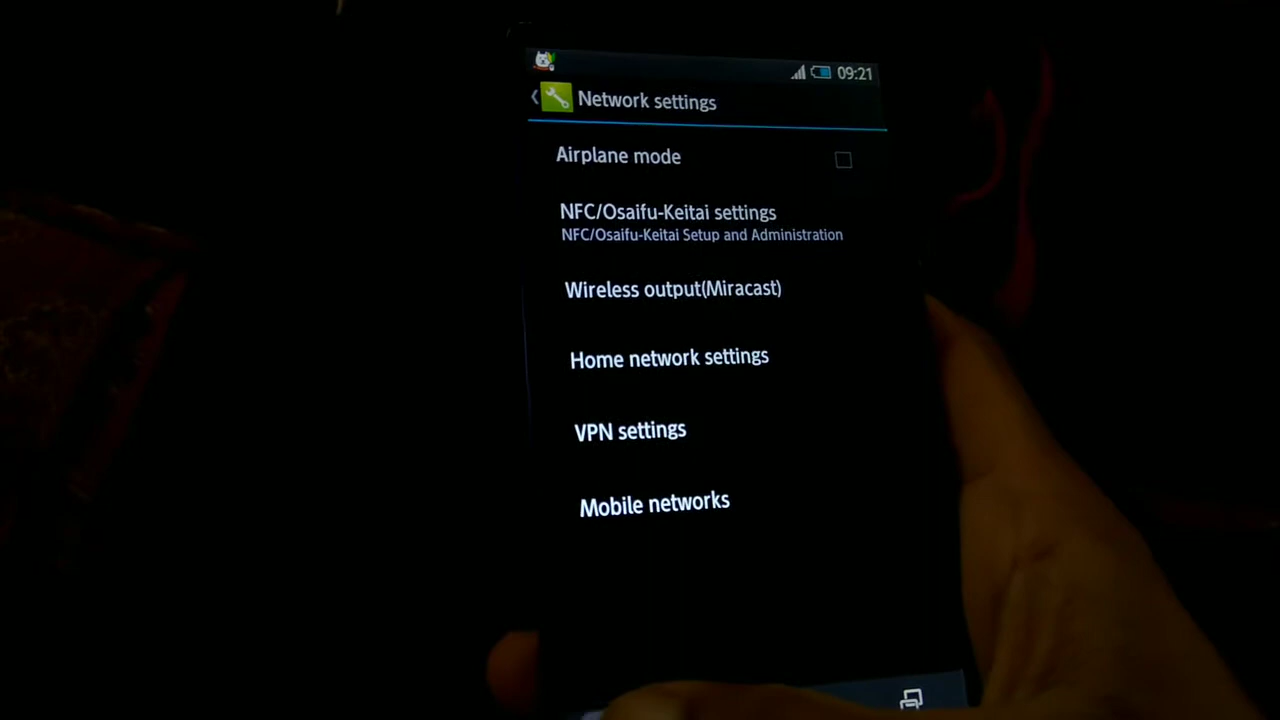 09:21
Network settings
Airplane mode
NFC/Osaifu-Keitai settings
NFC/Osaifu-Keitai Setup and Administration
Wireless output(Miracast)
Home network settings
VPN settings
Mobile networks